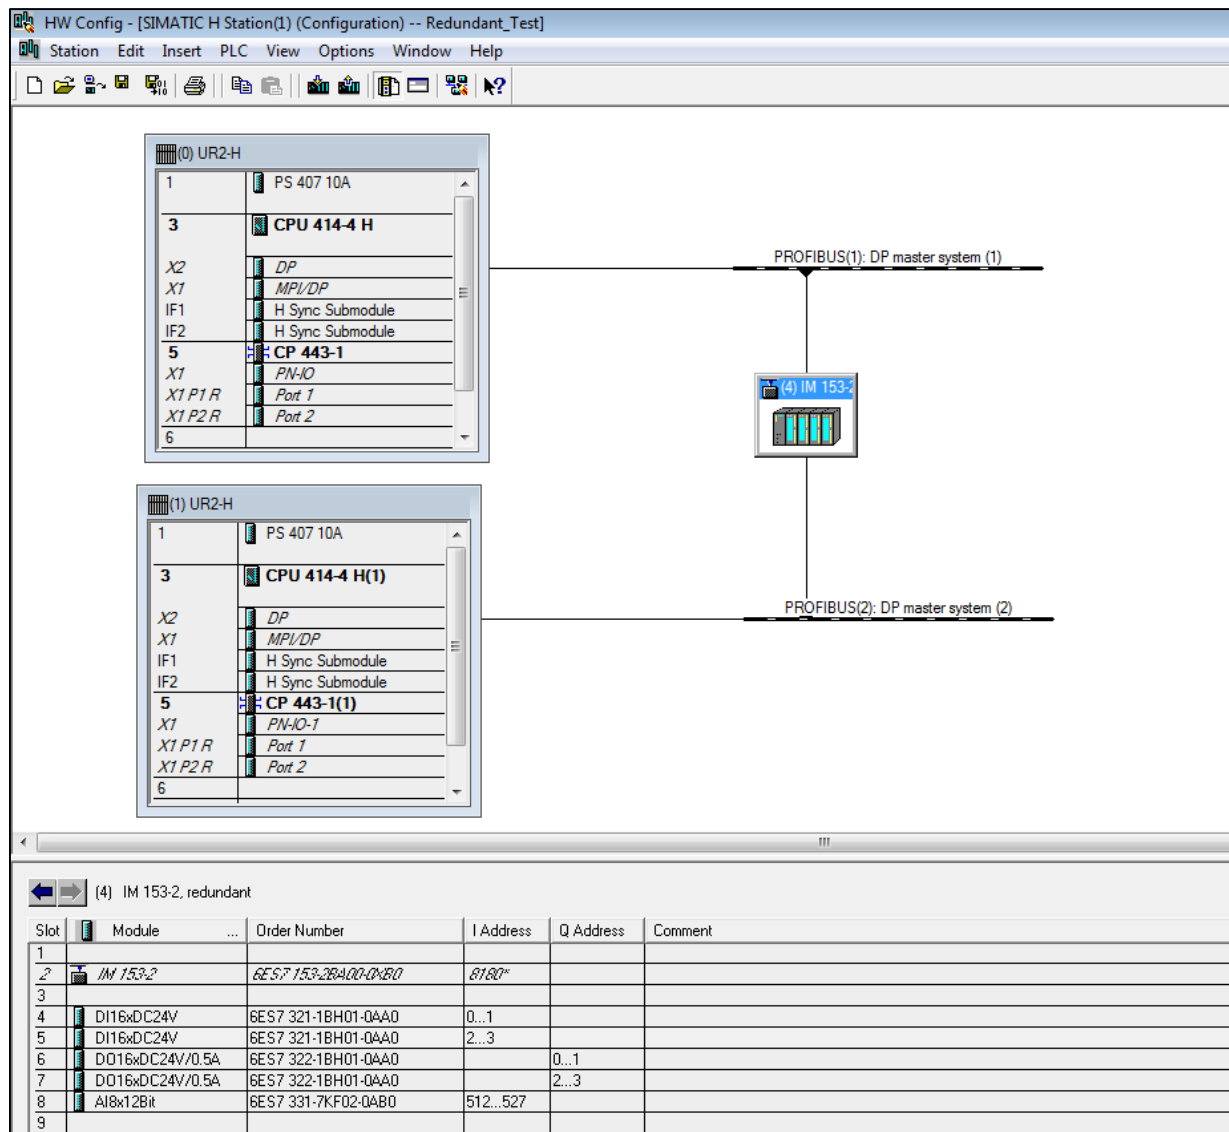 HW Config - [SIMATIC H Station(1) (Configuration) -- Redundant_Test]
Station Edit Insert PLC View Options Window Help
(0) UR2-H
1 PS 407 10A
3 CPU 414-4 H
X2 DP
X1 MPI/DP
IF1 H Sync Submodule
IF2 H Sync Submodule
5 CP 443-1
X1 PN-IO
X1 P1 R Port 1
X1 P2 R Port 2
6
PROFIBUS(1): DP master system (1)
(4) IM 153-2
(1) UR2-H
1 PS 407 10A
3 CPU 414-4 H(1)
X2 DP
X1 MPI/DP
IF1 H Sync Submodule
IF2 H Sync Submodule
5 CP 443-1(1)
X1 PN-IO-1
X1 P1 R Port 1
X1 P2 R Port 2
6
PROFIBUS(2): DP master system (2)
(4) IM 153-2, redundant
Slot Module ... Order Number I Address Q Address Comment
1
2 IM 153-2 6ES7 153-2BA00-0XB0 8180*
3
4 DI16xDC24V 6ES7 321-1BH01-0AA0 0...1
5 DI16xDC24V 6ES7 321-1BH01-0AA0 2...3
6 DO16xDC24V/0.5A 6ES7 322-1BH01-0AA0 0...1
7 DO16xDC24V/0.5A 6ES7 322-1BH01-0AA0 2...3
8 AI8x12Bit 6ES7 331-7KF02-0AB0 512...527
9